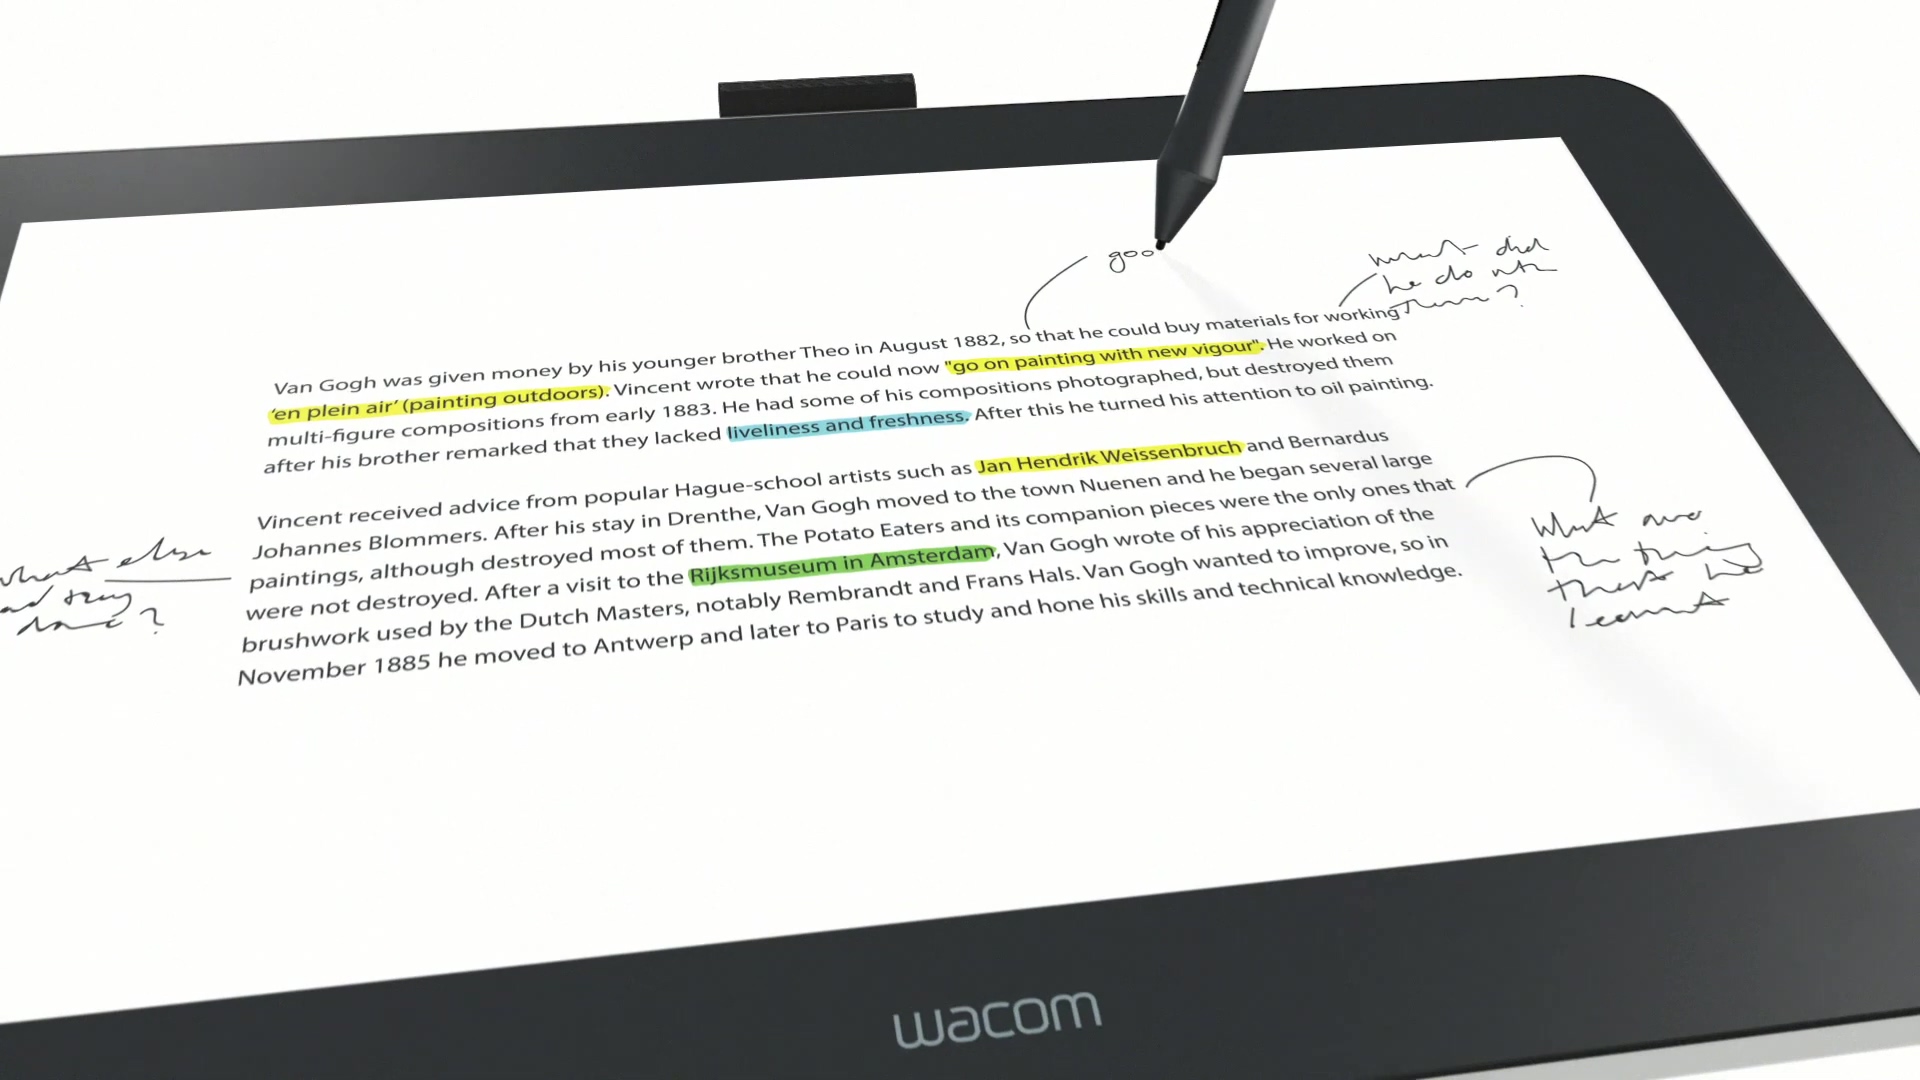 goo
what did
he do with
them?
Van Gogh was given money by his younger brother Theo in August 1882, so that he could buy materials for working
'en plein air' (painting outdoors). Vincent wrote that he could now "go on painting with new vigour". He worked on
multi-figure compositions from early 1883. He had some of his compositions photographed, but destroyed them
after his brother remarked that they lacked liveliness and freshness. After this he turned his attention to oil painting.
Vincent received advice from popular Hague-school artists such as Jan Hendrik Weissenbruch and Bernardus
Johannes Blommers. After his stay in Drenthe, Van Gogh moved to the town Nuenen and he began several large
paintings, although destroyed most of them. The Potato Eaters and its companion pieces were the only ones that
were not destroyed. After a visit to the Rijksmuseum in Amsterdam, Van Gogh wrote of his appreciation of the
brushwork used by the Dutch Masters, notably Rembrandt and Frans Hals. Van Gogh wanted to improve, so in
November 1885 he moved to Antwerp and later to Paris to study and hone his skills and technical knowledge.
what else
they
done?
What are
the thing
that he
learnt
wacom